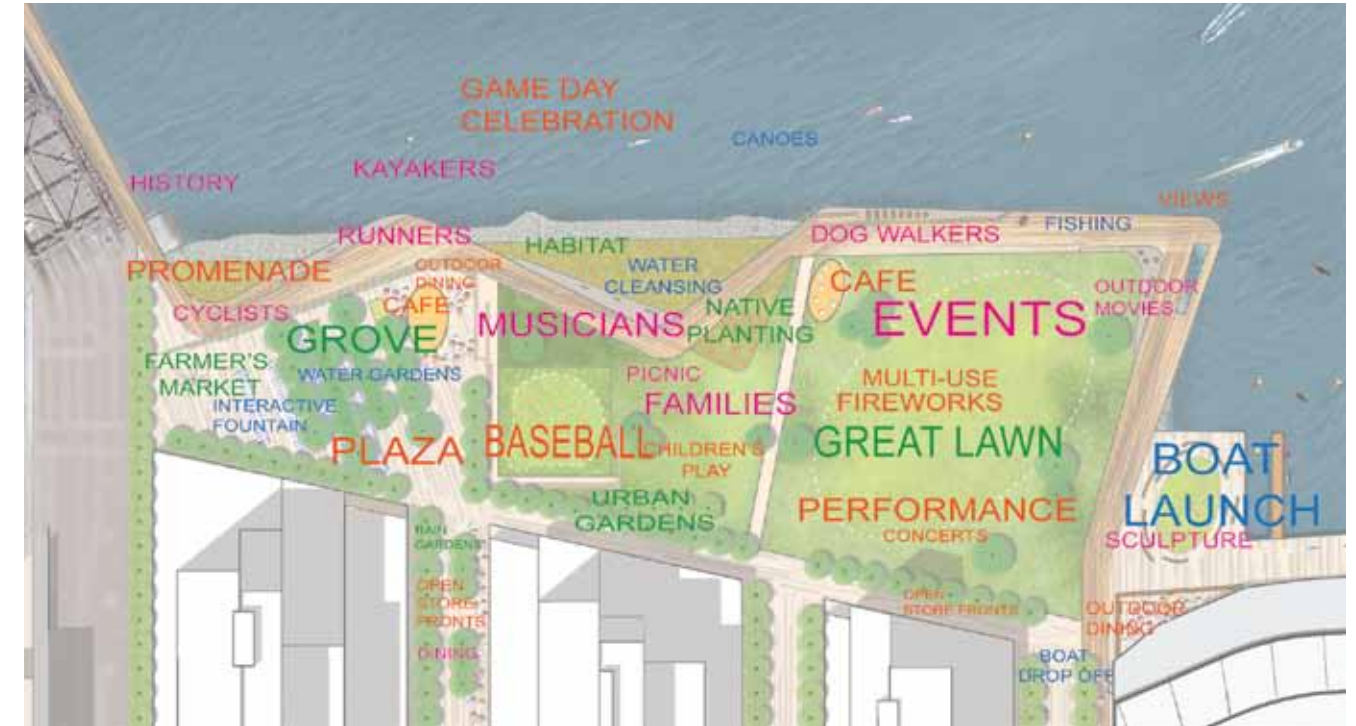 GAME DAY
CELEBRATION
CANOES
KAYAKERS
HISTORY
VIEWS
FISHING
RUNNERS
DOG WALKERS
HABITAT
PROMENADE
OUTDOOR
DINING
WATER
CLEANSING
CAFE
OUTDOOR
MOVIES
CYCLISTS
CAFE
MUSICIANS
NATIVE
PLANTING
EVENTS
GROVE
FARMER'S
MARKET
WATER GARDENS
PICNIC
MULTI-USE
FIREWORKS
INTERACTIVE
FOUNTAIN
FAMILIES
PLAZA
BASEBALL
CHILDREN'S
PLAY
GREAT LAWN
BOAT
LAUNCH
URBAN
GARDENS
PERFORMANCE
CONCERTS
SCULPTURE
RAIN
GARDENS
OPEN
STORE
FRONTS
OPEN
STORE FRONTS
OUTDOOR
DINING
DINING
BOAT
DROP OFF